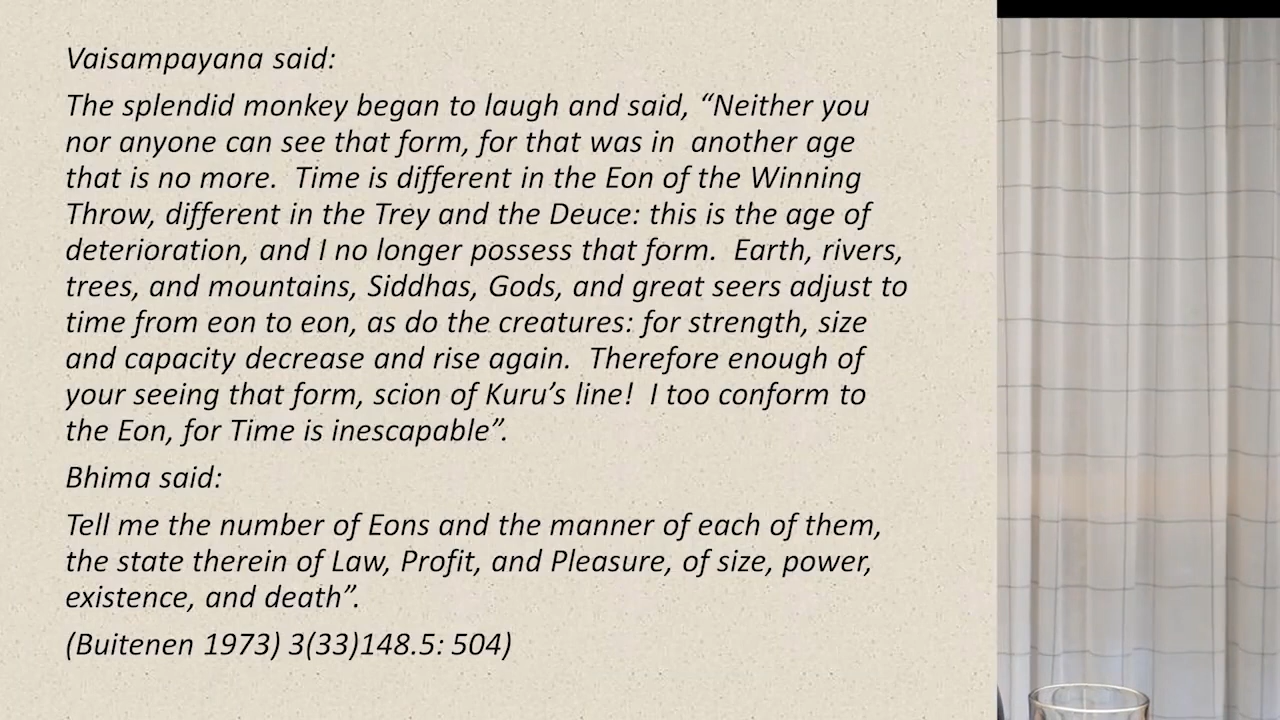 Vaisampayana said:
The splendid monkey began to laugh and said, “Neither you
nor anyone can see that form, for that was in  another age
that is no more.  Time is different in the Eon of the Winning
Throw, different in the Trey and the Deuce: this is the age of
deterioration, and I no longer possess that form.  Earth, rivers,
trees, and mountains, Siddhas, Gods, and great seers adjust to
time from eon to eon, as do the creatures: for strength, size
and capacity decrease and rise again.  Therefore enough of
your seeing that form, scion of Kuru’s line!  I too conform to
the Eon, for Time is inescapable”.
Bhima said:
Tell me the number of Eons and the manner of each of them,
the state therein of Law, Profit, and Pleasure, of size, power,
existence, and death”.
(Buitenen 1973) 3(33)148.5: 504)